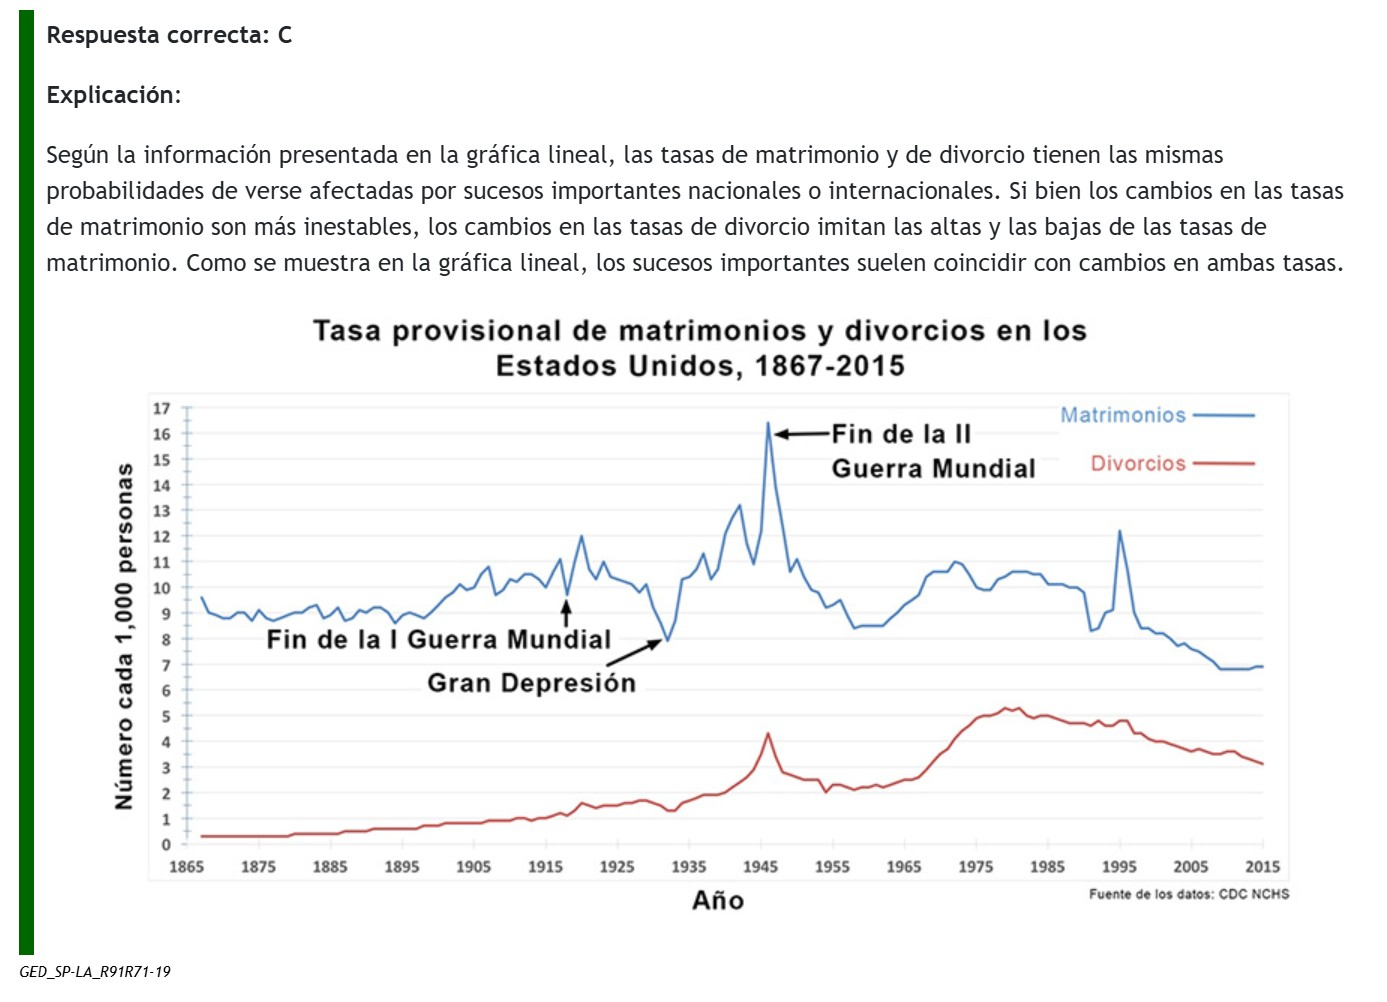 Respuesta correcta: C
Explicación:
Según la información presentada en la gráfica lineal, las tasas de matrimonio y de divorcio tienen las mismas
probabilidades de verse afectadas por sucesos importantes nacionales o internacionales. Si bien los cambios en las tasas
de matrimonio son más inestables, los cambios en las tasas de divorcio imitan las altas y las bajas de las tasas de
matrimonio. Como se muestra en la gráfica lineal, los sucesos importantes suelen coincidir con cambios en ambas tasas.
Tasa provisional de matrimonios y divorcios en los
Estados Unidos, 1867-2015
Número cada 1,000 personas
17
16
15
14
13
12
11
10
9
8
7
6
5
4
3
2
1
0
Matrimonios
Divorcios
Fin de la II
Guerra Mundial
Fin de la I Guerra Mundial
Gran Depresión
1865 1875 1885 1895 1905 1915 1925 1935 1945 1955 1965 1975 1985 1995 2005 2015
Año
Fuente de los datos: CDC NCHS
GED_SP-LA_R91R71-19